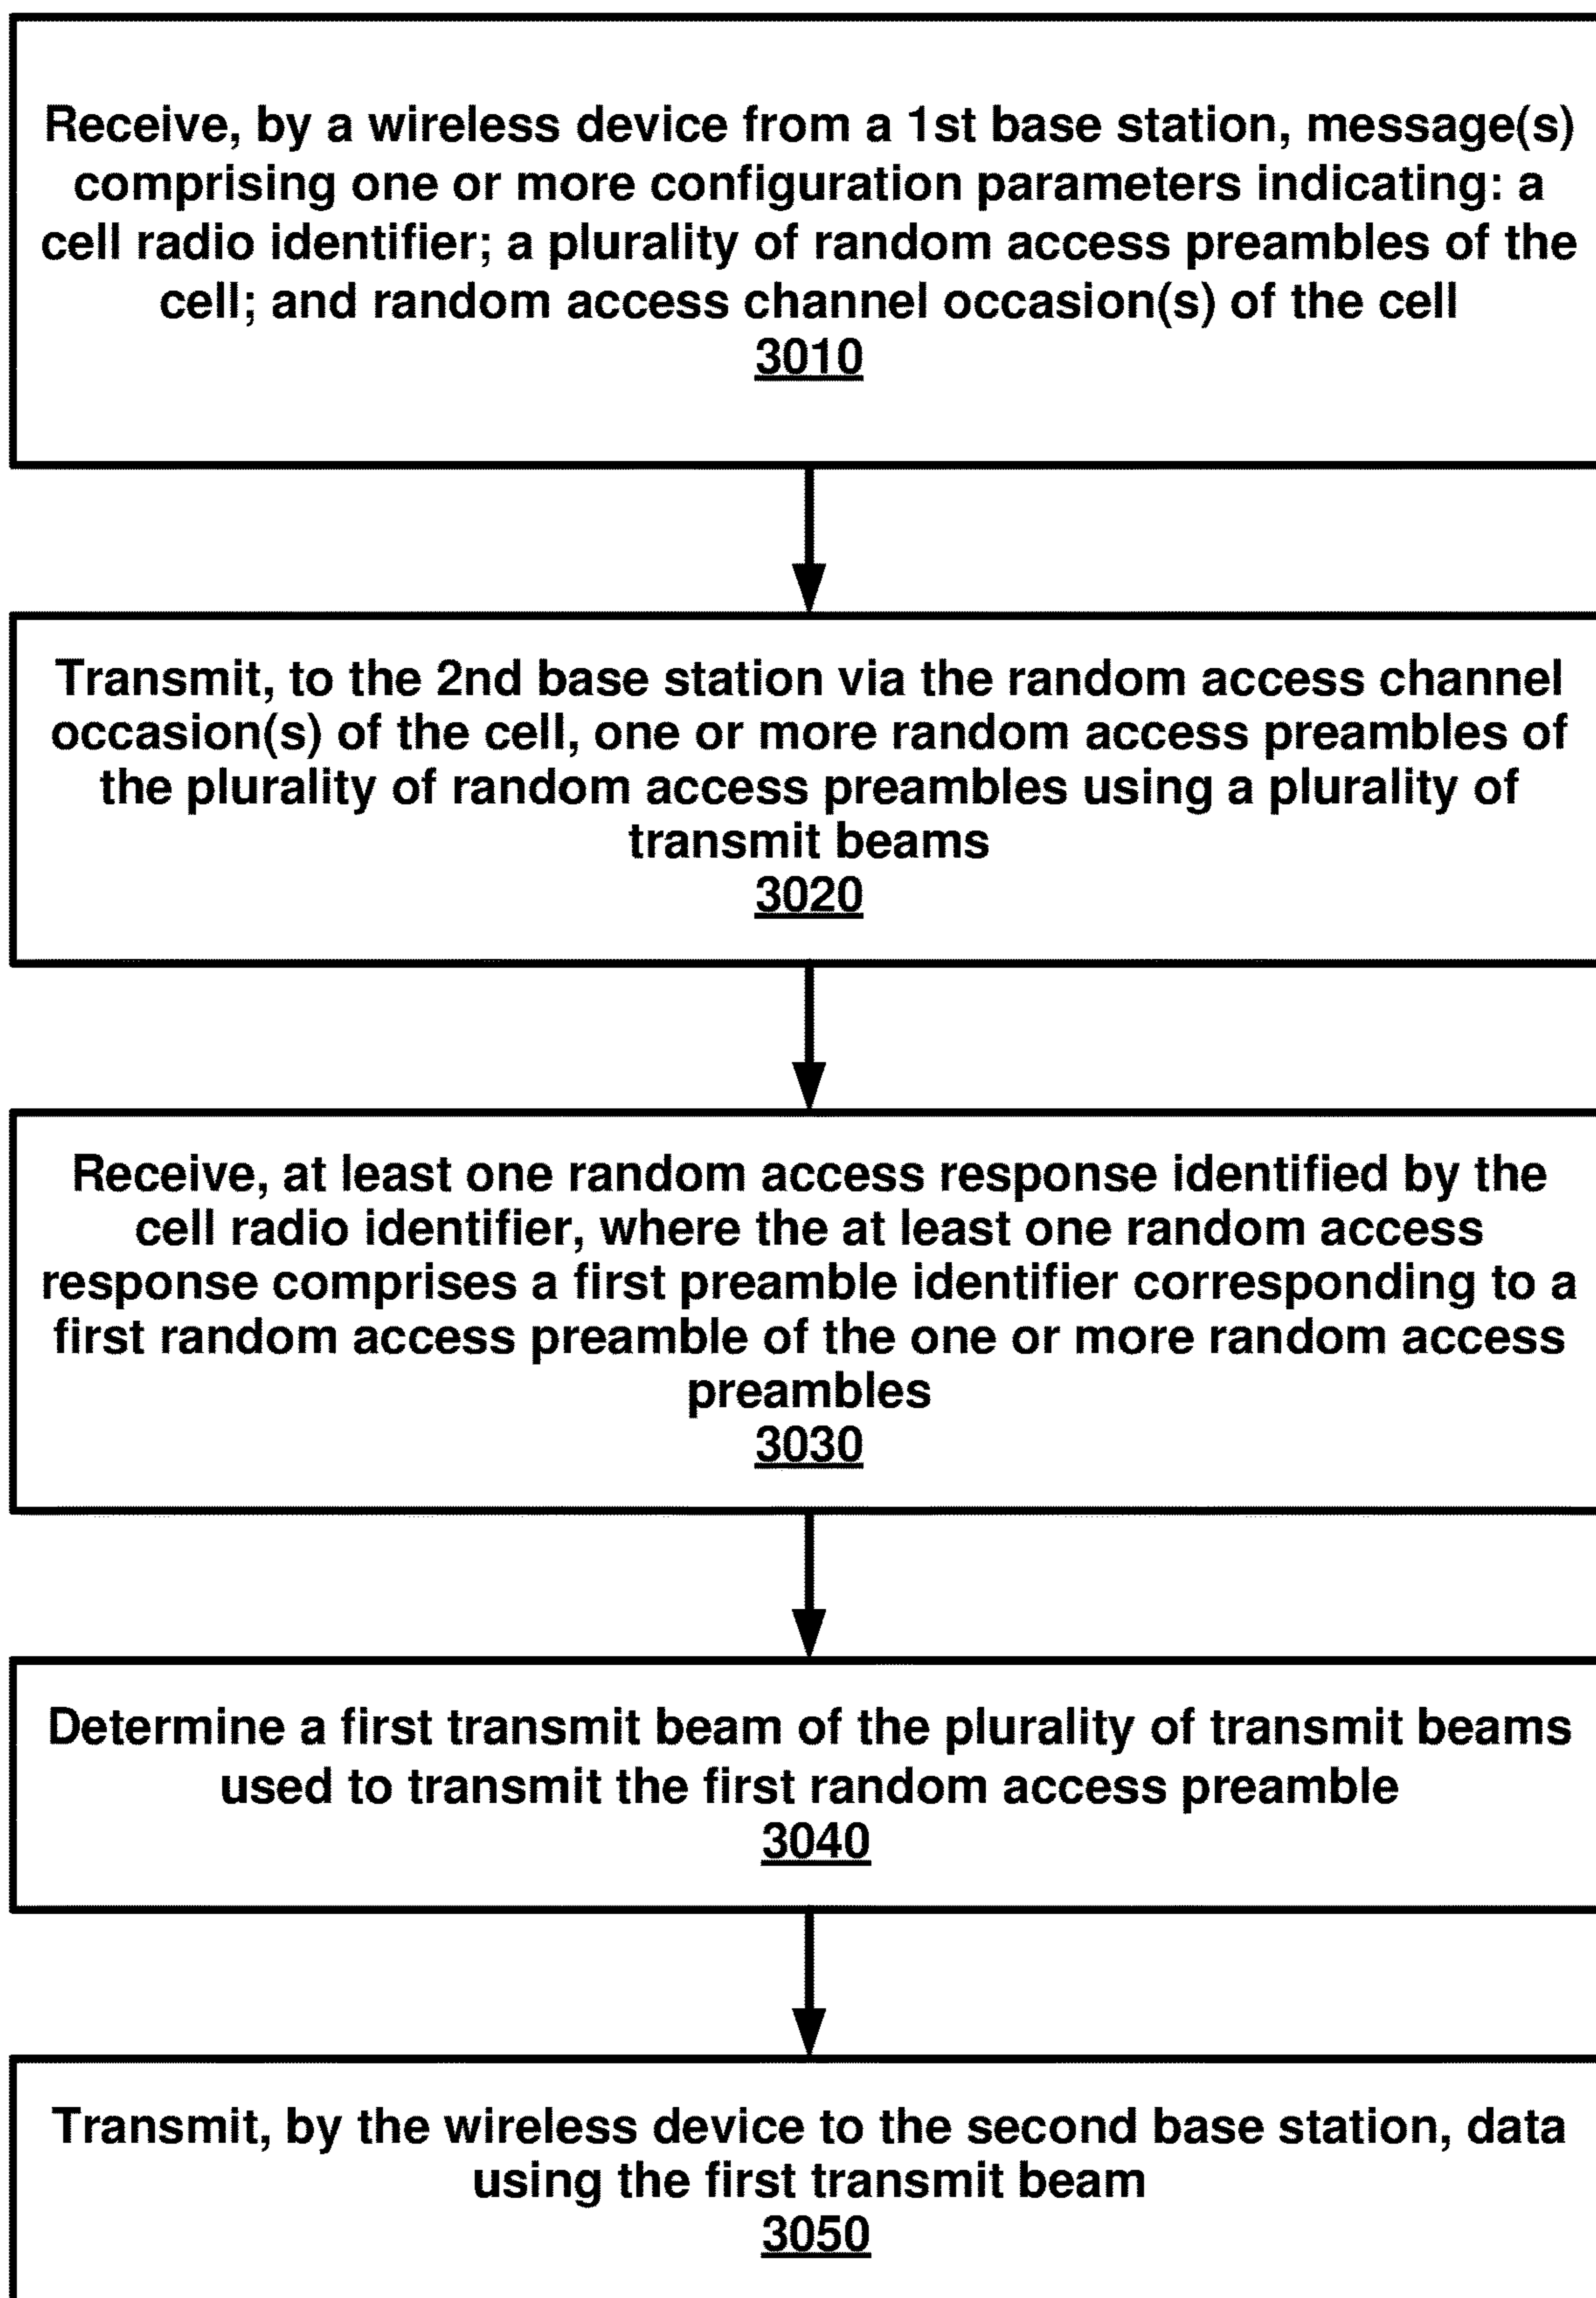 Receive, by a wireless device from a 1st base station, message(s)
comprising one or more configuration parameters indicating: a
cell radio identifier; a plurality of random access preambles of the
cell; and random access channel occasion(s) of the cell
3010
Transmit, to the 2nd base station via the random access channel
occasion(s) of the cell, one or more random access preambles of
the plurality of random access preambles using a plurality of
transmit beams
3020
Receive, at least one random access response identified by the
cell radio identifier, where the at least one random access
response comprises a first preamble identifier corresponding to a
first random access preamble of the one or more random access
preambles
3030
Determine a first transmit beam of the plurality of transmit beams
used to transmit the first random access preamble
3040
Transmit, by the wireless device to the second base station, data
using the first transmit beam
3050